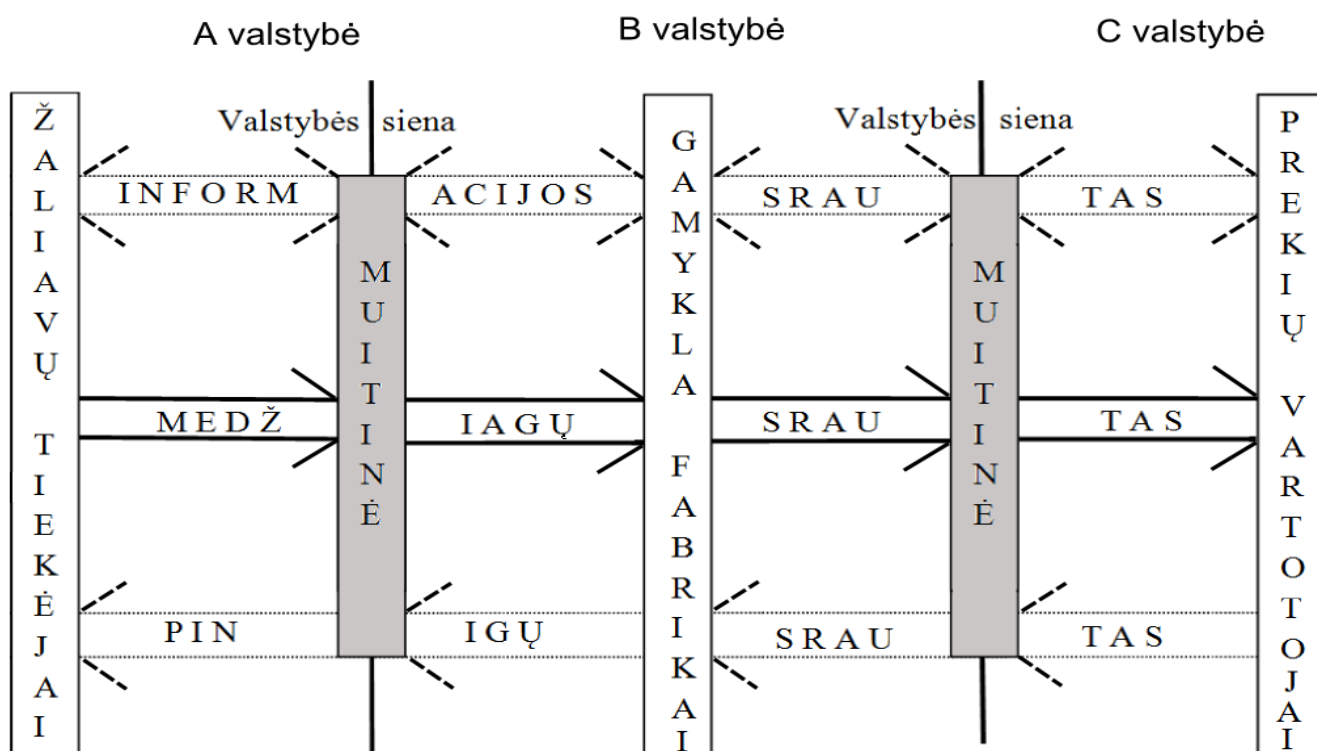 A valstybė
B valstybė
C valstybė
Valstybės siena
Valstybės siena
ŽALIAVŲ TIEKĖJAI
MUITINĖ
GAMYKLA FABRIKAI
MUITINĖ
PREKIŲ VARTOTOJAI
INFORM ACIJOS SRAU TAS
MEDŽ IAGŲ SRAU TAS
PIN IGŲ SRAU TAS